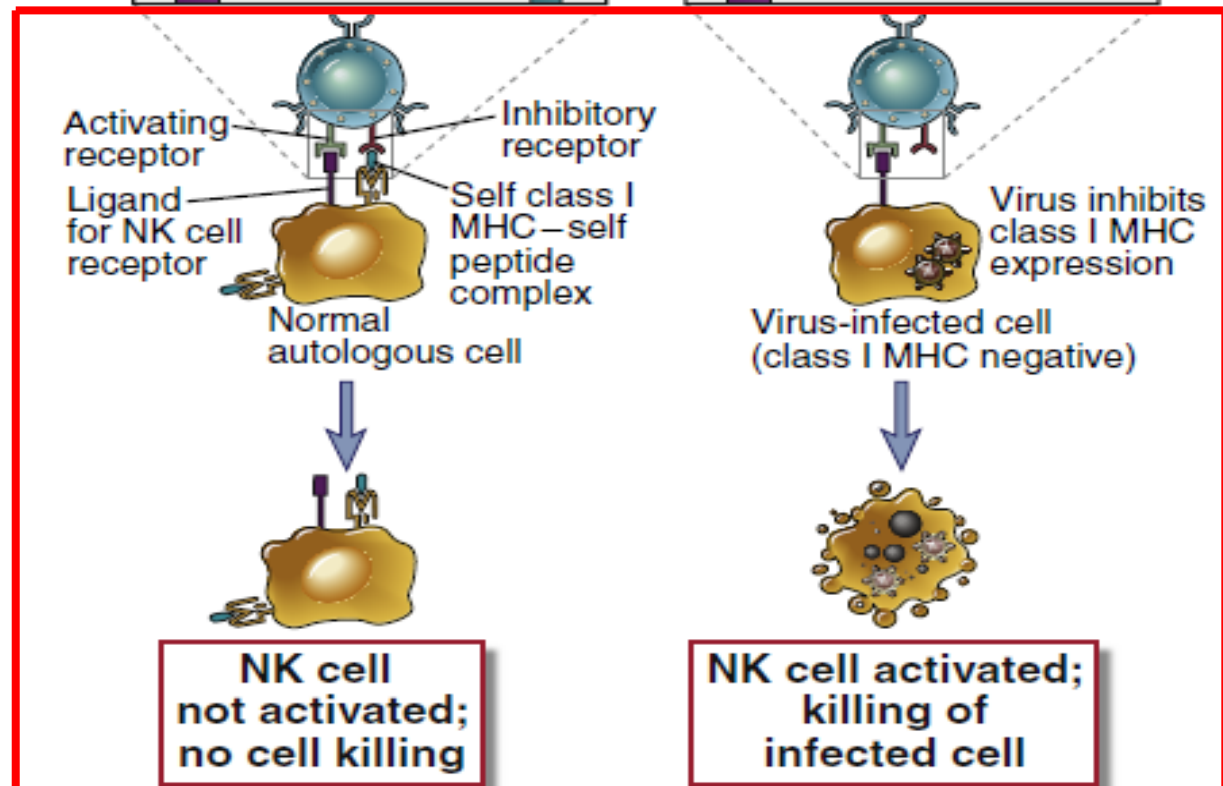 Activating
receptor
Inhibitory
receptor
Ligand
for NK cell
receptor
Self class I
MHC–self
peptide
complex
Normal
autologous cell
Virus inhibits
class I MHC
expression
Virus-infected cell
(class I MHC negative)
NK cell
not activated;
no cell killing
NK cell activated;
killing of
infected cell